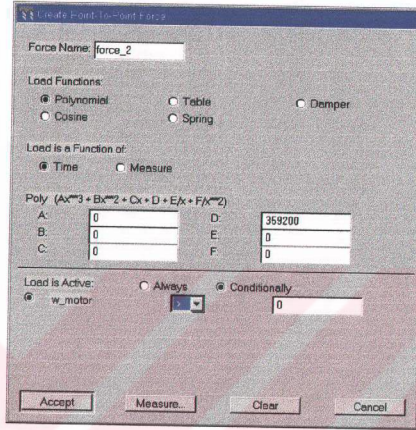 Create Point-To-Point Force
Force Name: force_2
Load Functions:
Polynomial Table Damper
Cosine Spring
Load is a Function of:
Time Measure
Poly (Ax**3 + Bx**2 + Cx + D + E/x + F/x**2)
A: 0 D: 359200
B: 0 E: 0
C: 0 F: 0
Load is Active: Always Conditionally
w_motor > 0
Accept Measure... Clear Cancel